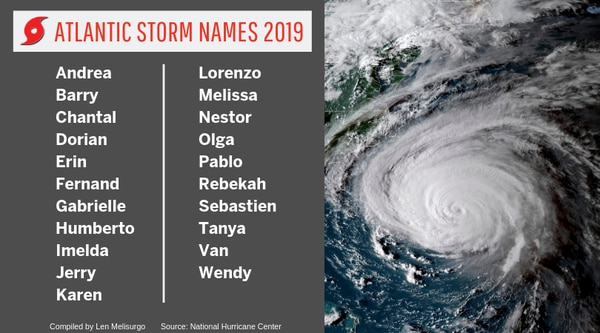 ATLANTIC STORM NAMES 2019
Andrea
Barry
Chantal
Dorian
Erin
Fernand
Gabrielle
Humberto
Imelda
Jerry
Karen
Lorenzo
Melissa
Nestor
Olga
Pablo
Rebekah
Sebastien
Tanya
Van
Wendy
Compiled by Len Melisurgo
Source: National Hurricane Center